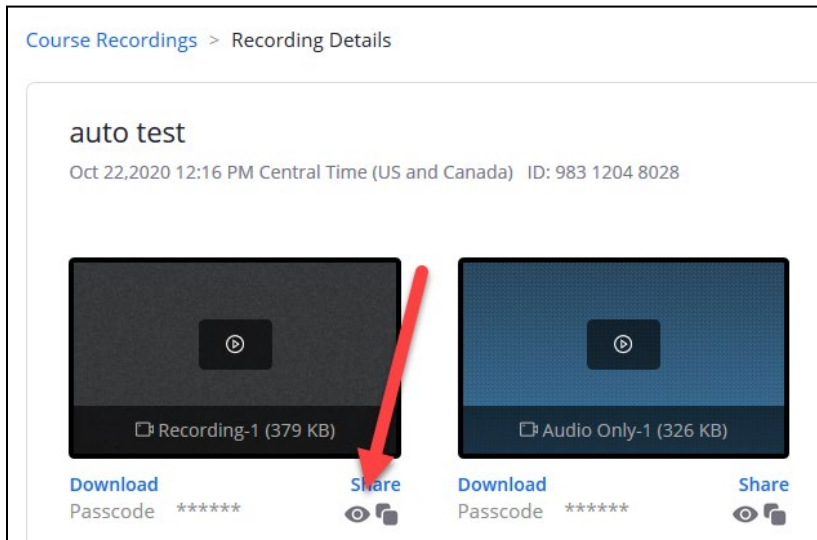 Course Recordings > Recording Details
auto test
Oct 22,2020 12:16 PM Central Time (US and Canada) ID: 983 1204 8028
Recording-1 (379 KB)
Audio Only-1 (326 KB)
Download Share Download Share
Passcode ****** Passcode ******